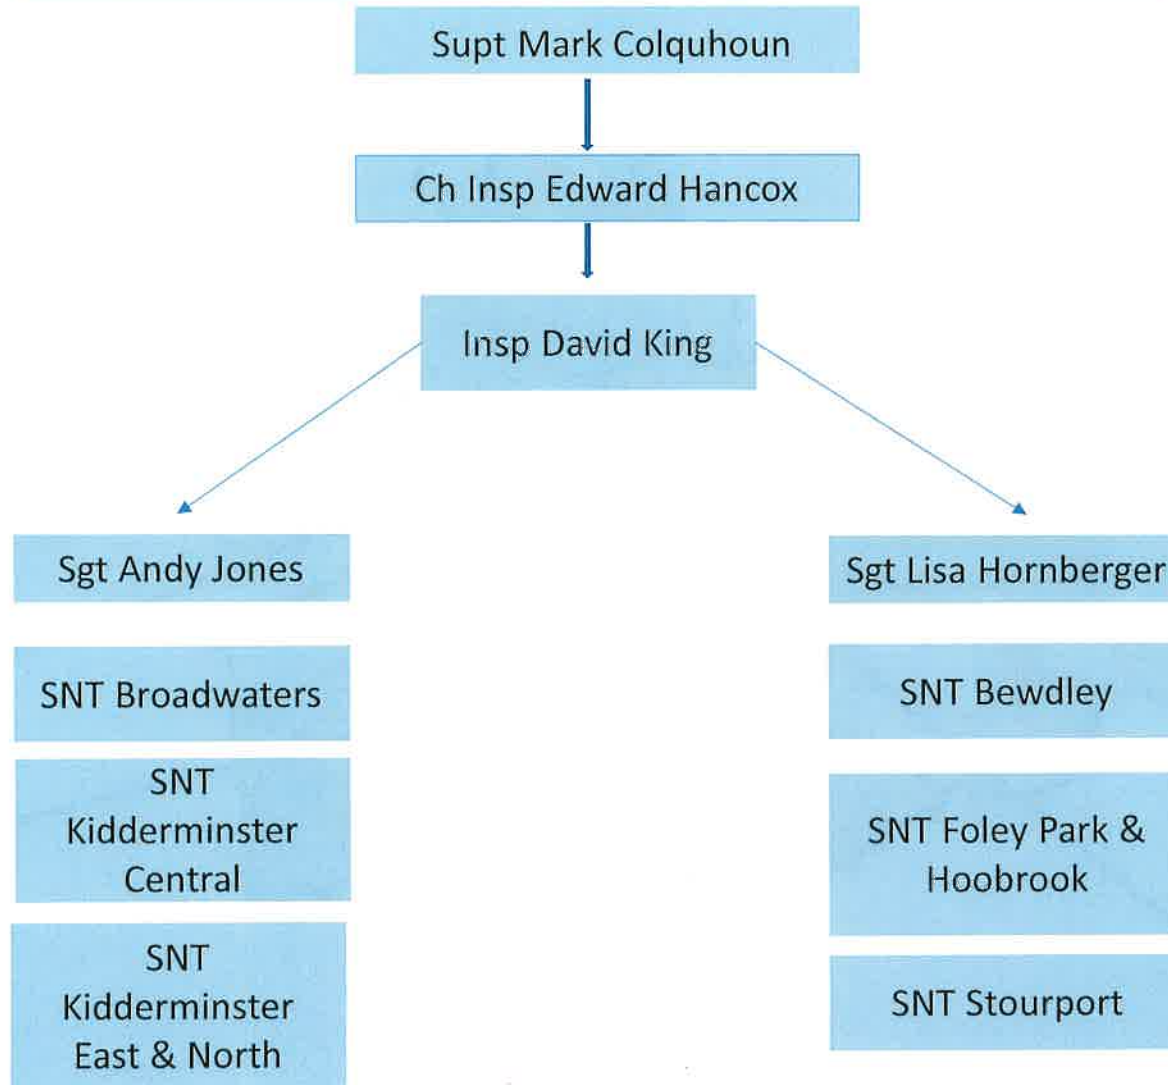 Supt Mark Colquhoun
Ch Insp Edward Hancox
Insp David King
Sgt Andy Jones
SNT Broadwaters
SNT
Kidderminster
Central
SNT
Kidderminster
East & North
Sgt Lisa Hornberger
SNT Bewdley
SNT Foley Park &
Hoobrook
SNT Stourport